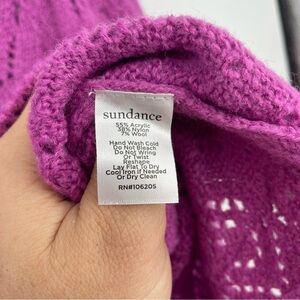 sundance
55% Acrylic
38% Nylon
7% Wool
Hand Wash Cold
Do Not Bleach
Do Not Wring
Or Twist
Reshape
Lay Flat To Dry
Cool Iron if Needed
Or Dry Clean
RN#106205